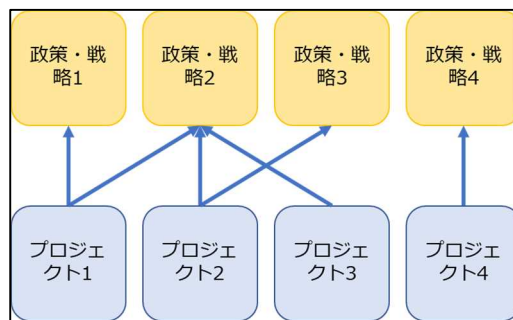 政策・戦
略1
政策・戦
略2
政策・戦
略3
政策・戦
略4
プロジェ
クト1
プロジェ
クト2
プロジェ
クト3
プロジェ
クト4